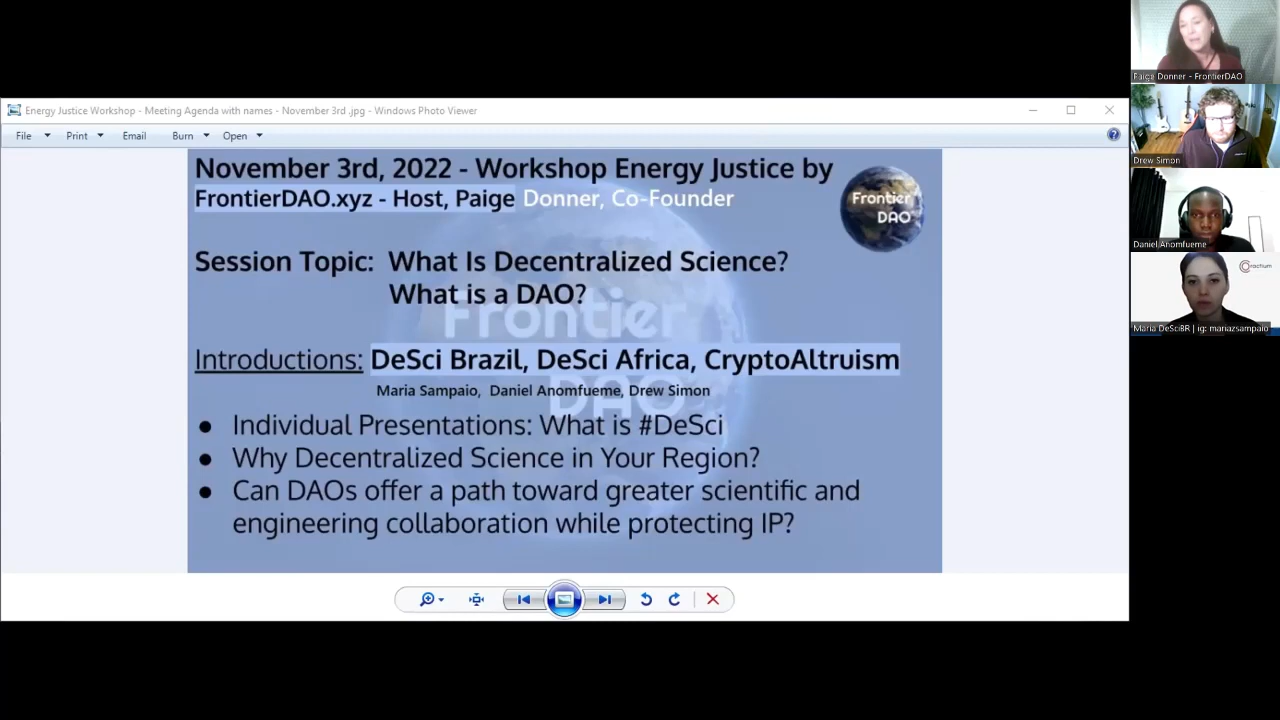 Energy Justice Workshop - Meeting Agenda with names - November 3rd .jpg - Windows Photo Viewer
File Print Email Burn Open
November 3rd, 2022 - Workshop Energy Justice by
FrontierDAO.xyz - Host, Paige Donner, Co-Founder
Frontier
DAO
Session Topic: What Is Decentralized Science?
What is a DAO?
Frontier
DAO
Introductions: DeSci Brazil, DeSci Africa, CryptoAltruism
Maria Sampaio, Daniel Anomfueme, Drew Simon
● Individual Presentations: What is #DeSci
● Why Decentralized Science in Your Region?
● Can DAOs offer a path toward greater scientific and
engineering collaboration while protecting IP?
Paige Donner - FrontierDAO
Drew Simon
Daniel Anomfueme
Maria DeSciBR | ig: mariazsampaio